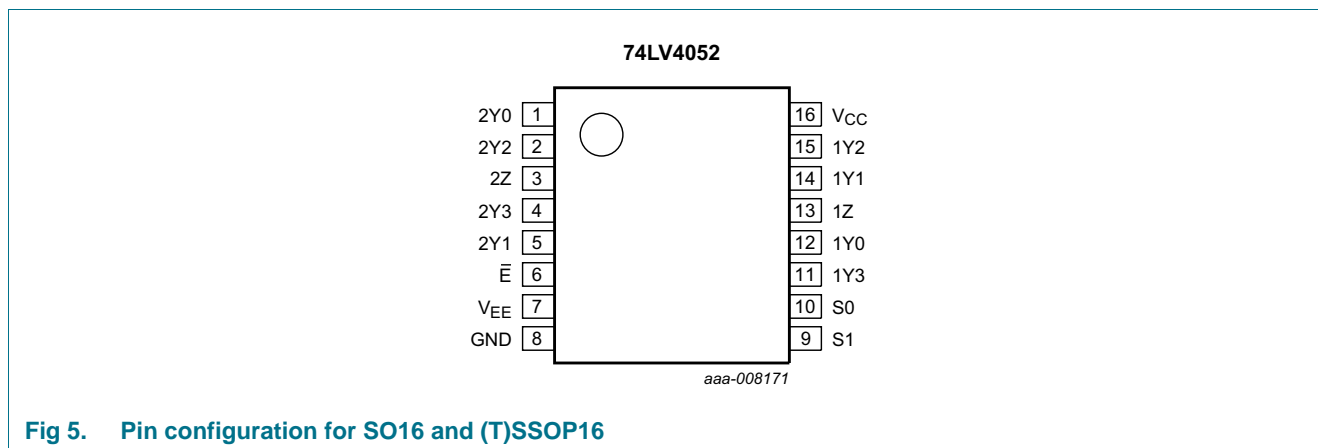 74LV4052
2Y0 1 16 VCC
2Y2 2 15 1Y2
2Z 3 14 1Y1
2Y3 4 13 1Z
2Y1 5 12 1Y0
E̅ 6 11 1Y3
VEE 7 10 S0
GND 8 9 S1
aaa-008171
Fig 5. Pin configuration for SO16 and (T)SSOP16